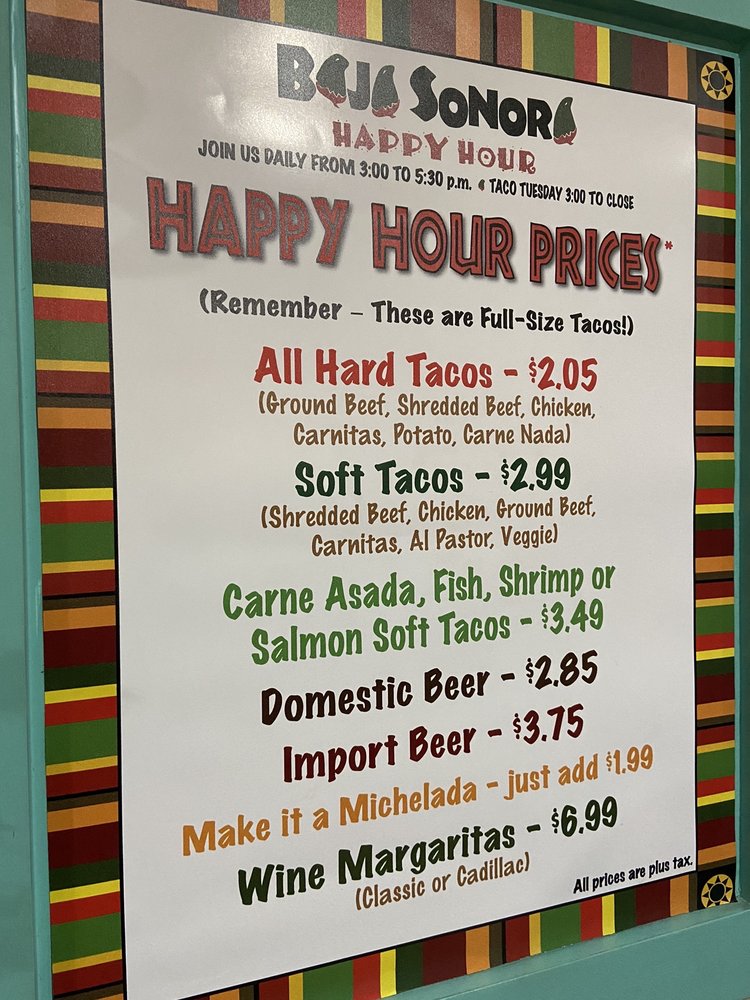 BAJA SONORA
HAPPY HOUR
JOIN US DAILY FROM 3:00 TO 5:30 p.m. TACO TUESDAY 3:00 TO CLOSE
HAPPY HOUR PRICES*
(Remember – These are Full-Size Tacos!)
All Hard Tacos - $2.05
(Ground Beef, Shredded Beef, Chicken,
Carnitas, Potato, Carne Nada)
Soft Tacos - $2.99
(Shredded Beef, Chicken, Ground Beef,
Carnitas, Al Pastor, Veggie)
Carne Asada, Fish, Shrimp or
Salmon Soft Tacos - $3.49
Domestic Beer - $2.85
Import Beer - $3.75
Make it a Michelada - just add $1.99
Wine Margaritas - $6.99
(Classic or Cadillac)
All prices are plus tax.